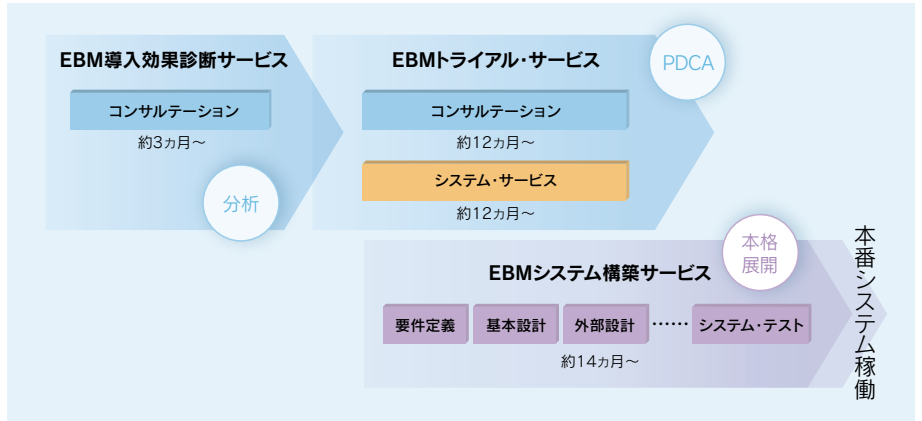 EBM導入効果診断サービス
コンサルテーション
約3ヵ月～
分析
EBMトライアル・サービス
PDCA
コンサルテーション
約12ヵ月～
システム・サービス
約12ヵ月～
EBMシステム構築サービス
本格
展開
要件定義
基本設計
外部設計
……
システム・テスト
約14ヵ月～
本番システム稼働